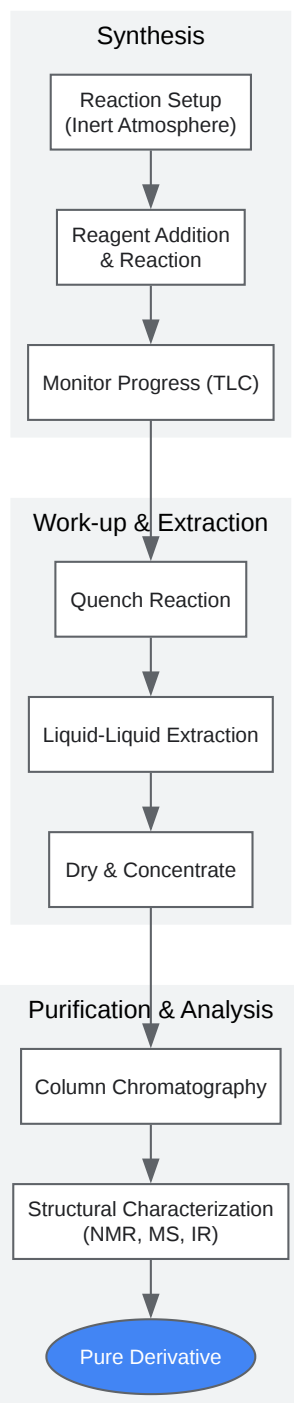 Synthesis
Reaction Setup
(Inert Atmosphere)
Reagent Addition
& Reaction
Monitor Progress (TLC)
Work-up & Extraction
Quench Reaction
Liquid-Liquid Extraction
Dry & Concentrate
Purification & Analysis
Column Chromatography
Structural Characterization
(NMR, MS, IR)
Pure Derivative